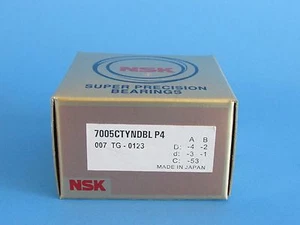 NSK
SUPER PRECISION
BEARINGS
7005CTYNDBL P4
007 TG-0123
A B
D: -4 -2
d: -3 -1
C: -53
MADE IN JAPAN
NSK